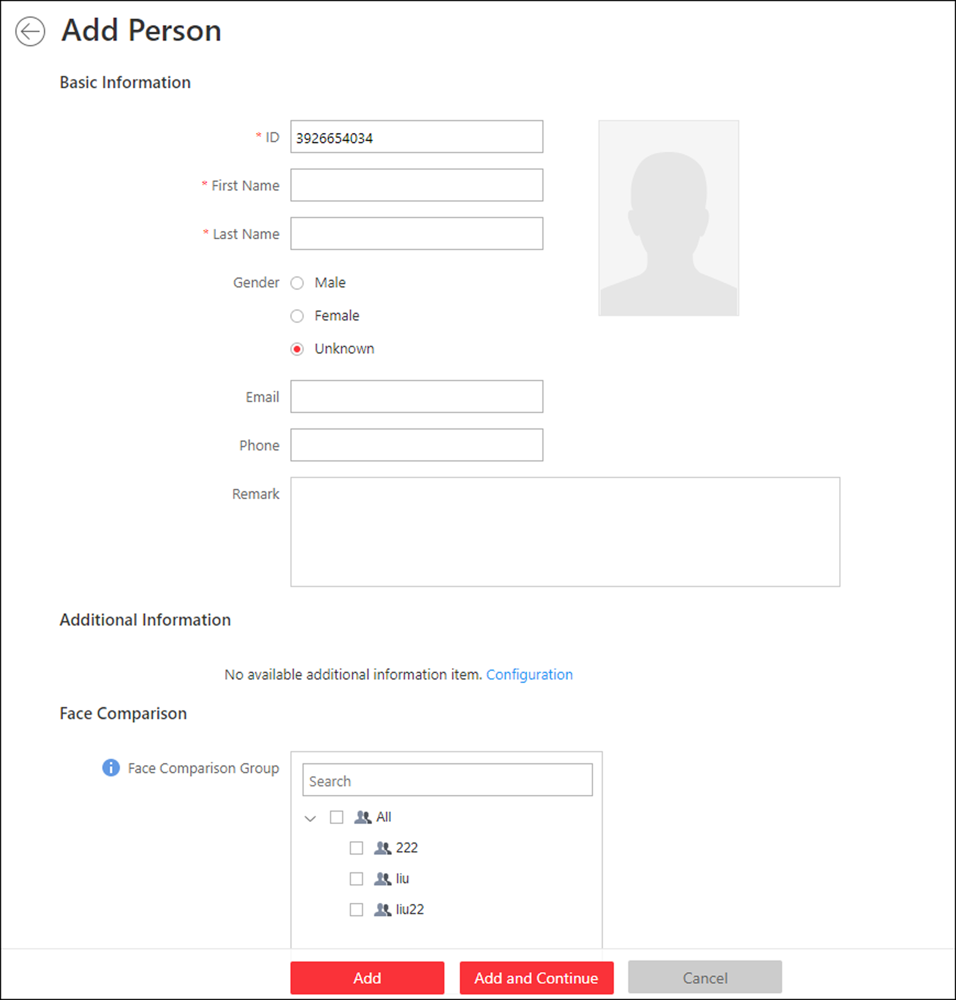 Add Person
Basic Information
* ID 3926654034
* First Name
* Last Name
Gender Male
Female
Unknown
Email
Phone
Remark
Additional Information
No available additional information item. Configuration
Face Comparison
Face Comparison Group
Search
All
222
liu
liu22
Add Add and Continue Cancel